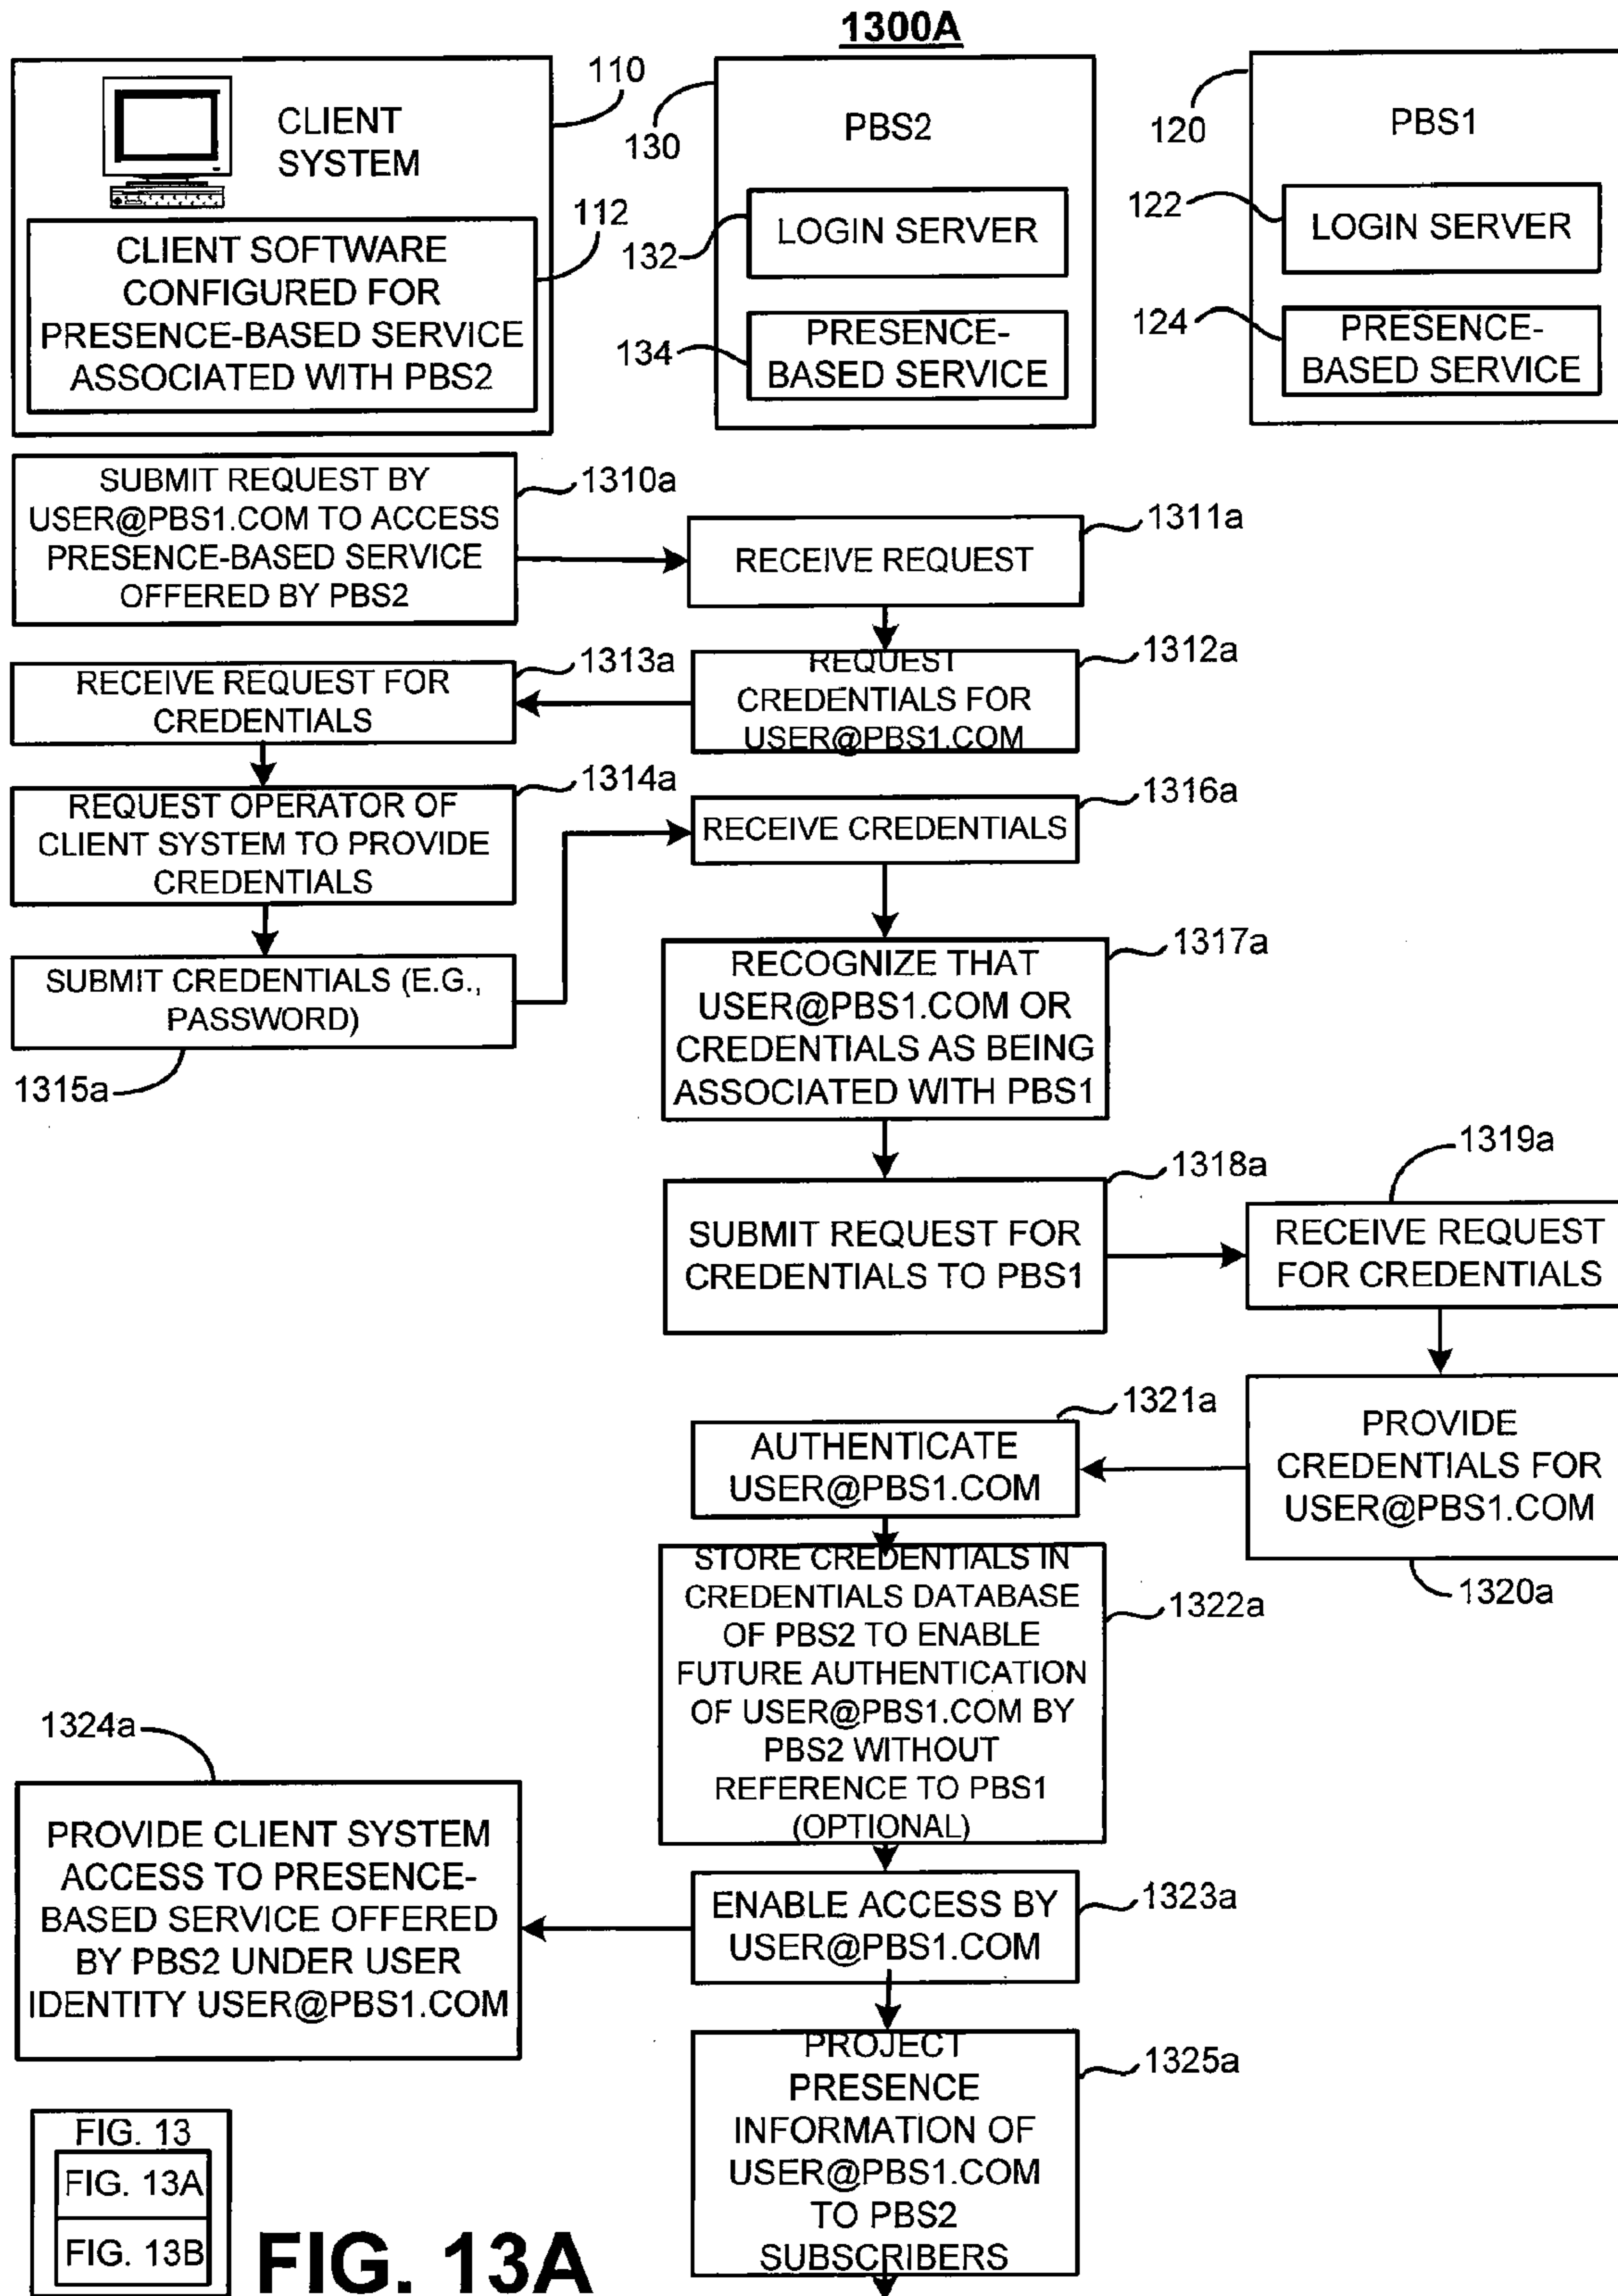 1300A
CLIENT
SYSTEM
110
CLIENT SOFTWARE
CONFIGURED FOR
PRESENCE-BASED SERVICE
ASSOCIATED WITH PBS2
112
130
PBS2
132
LOGIN SERVER
134
PRESENCE-
BASED SERVICE
120
PBS1
122
LOGIN SERVER
124
PRESENCE-
BASED SERVICE
SUBMIT REQUEST BY
USER@PBS1.COM TO ACCESS
PRESENCE-BASED SERVICE
OFFERED BY PBS2
1310a
RECEIVE REQUEST
1311a
REQUEST
CREDENTIALS FOR
USER@PBS1.COM
1312a
RECEIVE REQUEST FOR
CREDENTIALS
1313a
REQUEST OPERATOR OF
CLIENT SYSTEM TO PROVIDE
CREDENTIALS
1314a
SUBMIT CREDENTIALS (E.G.,
PASSWORD)
1315a
RECEIVE CREDENTIALS
1316a
RECOGNIZE THAT
USER@PBS1.COM OR
CREDENTIALS AS BEING
ASSOCIATED WITH PBS1
1317a
SUBMIT REQUEST FOR
CREDENTIALS TO PBS1
1318a
RECEIVE REQUEST
FOR CREDENTIALS
1319a
PROVIDE
CREDENTIALS FOR
USER@PBS1.COM
1320a
AUTHENTICATE
USER@PBS1.COM
1321a
STORE CREDENTIALS IN
CREDENTIALS DATABASE
OF PBS2 TO ENABLE
FUTURE AUTHENTICATION
OF USER@PBS1.COM BY
PBS2 WITHOUT
REFERENCE TO PBS1
(OPTIONAL)
1322a
ENABLE ACCESS BY
USER@PBS1.COM
1323a
1324a
PROVIDE CLIENT SYSTEM
ACCESS TO PRESENCE-
BASED SERVICE OFFERED
BY PBS2 UNDER USER
IDENTITY USER@PBS1.COM
PROJECT
PRESENCE
INFORMATION OF
USER@PBS1.COM
TO PBS2
SUBSCRIBERS
1325a
FIG. 13
FIG. 13A
FIG. 13B
FIG. 13A